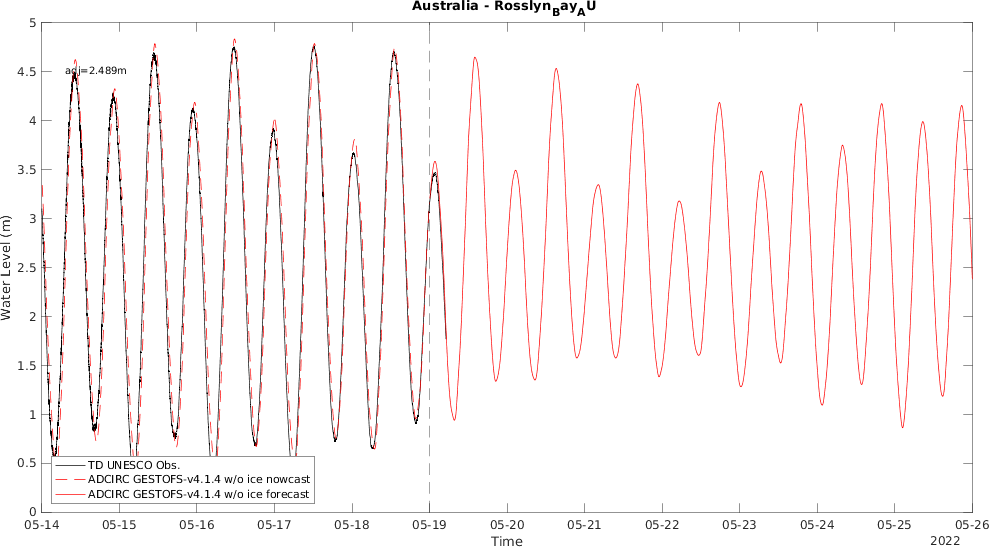 Australia - Rosslyn_Bay_AU
5
4.5
4
3.5
3
2.5
2
1.5
1
0.5
0
Water Level (m)
adj=2.489m
TD UNESCO Obs.
ADCIRC GESTOFS-v4.1.4 w/o ice nowcast
ADCIRC GESTOFS-v4.1.4 w/o ice forecast
05-14 05-15 05-16 05-17 05-18 05-19 05-20 05-21 05-22 05-23 05-24 05-25 05-26
Time
2022